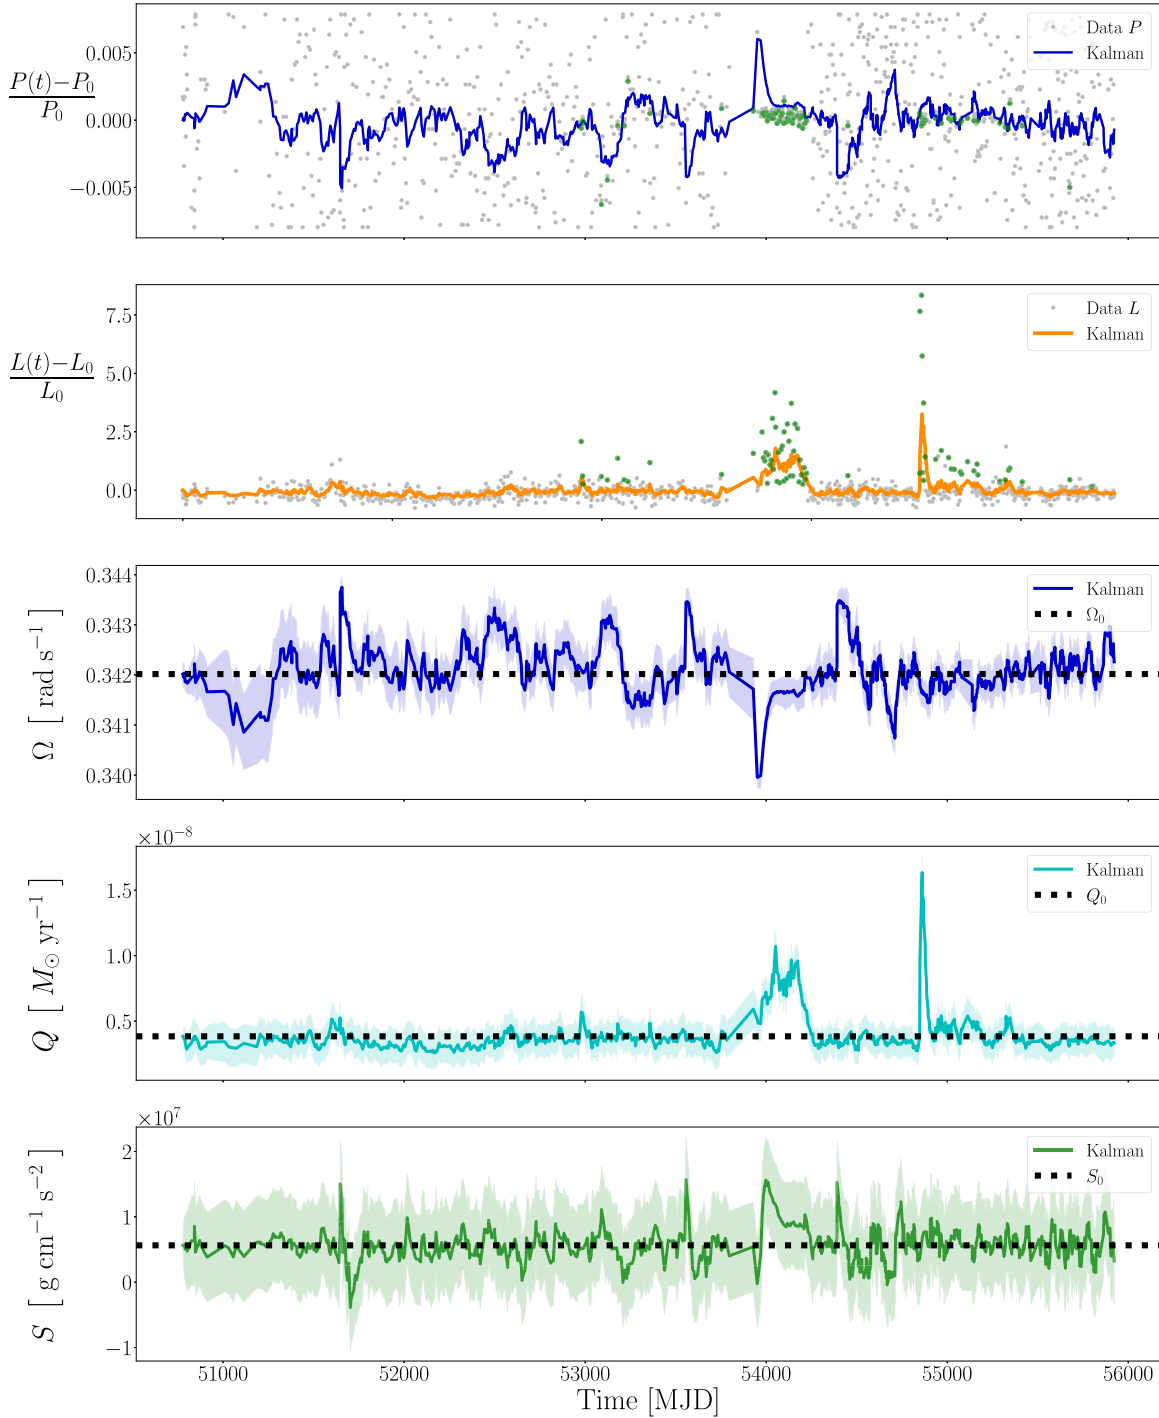 Data P
Kalman
0.005
0.000
−0.005
P(t)−P₀
P₀
Data L
Kalman
7.5
5.0
2.5
0.0
L(t)−L₀
L₀
Kalman
Ω₀
0.344
0.343
0.342
0.341
0.340
Ω [ rad s⁻¹ ]
×10⁻⁸
Kalman
Q₀
1.5
1.0
0.5
Q [ M⊙ yr⁻¹ ]
×10⁷
Kalman
S₀
2
1
0
−1
S [ g cm⁻¹ s⁻² ]
51000 52000 53000 54000 55000 56000
Time [MJD]